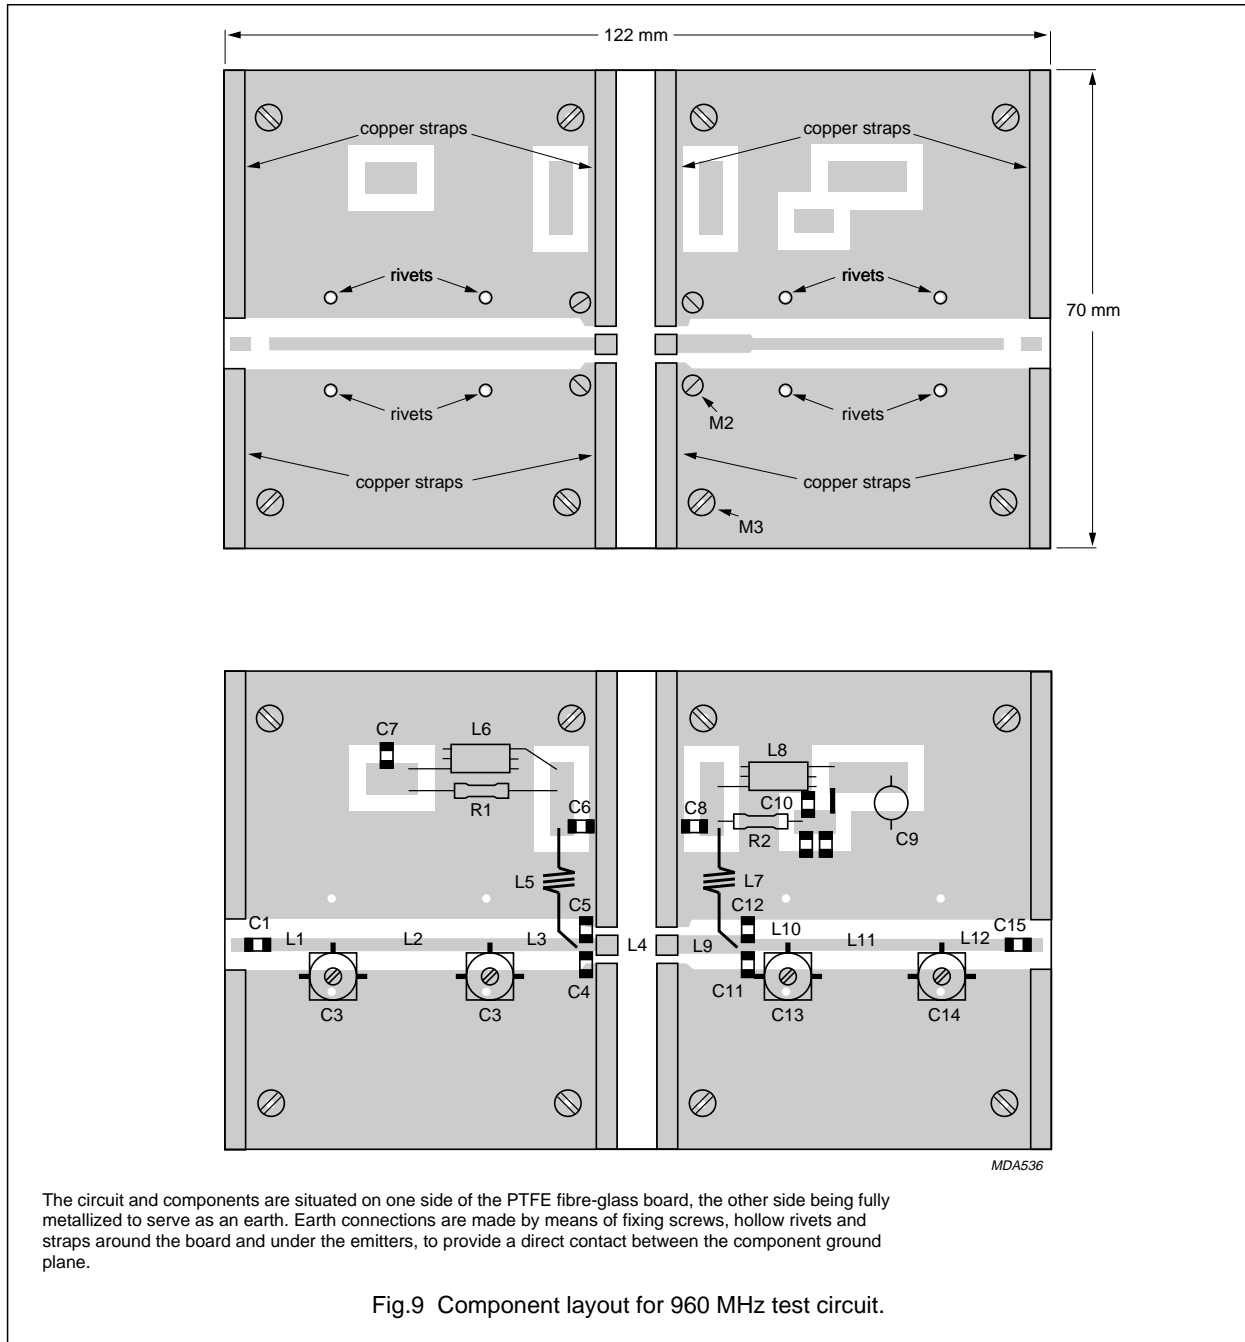 122 mm
copper straps
copper straps
rivets
rivets
70 mm
rivets
rivets
M2
copper straps
copper straps
M3
C7
L6
L8
C10
R1
C6
C8
R2
C9
L5
L7
C5
C12
C1
L1
L2
L3
L4
L9
L10
L11
L12
C15
C4
C11
C3
C3
C13
C14
MDA536
The circuit and components are situated on one side of the PTFE fibre-glass board, the other side being fully
metallized to serve as an earth. Earth connections are made by means of fixing screws, hollow rivets and
straps around the board and under the emitters, to provide a direct contact between the component ground
plane.
Fig.9 Component layout for 960 MHz test circuit.